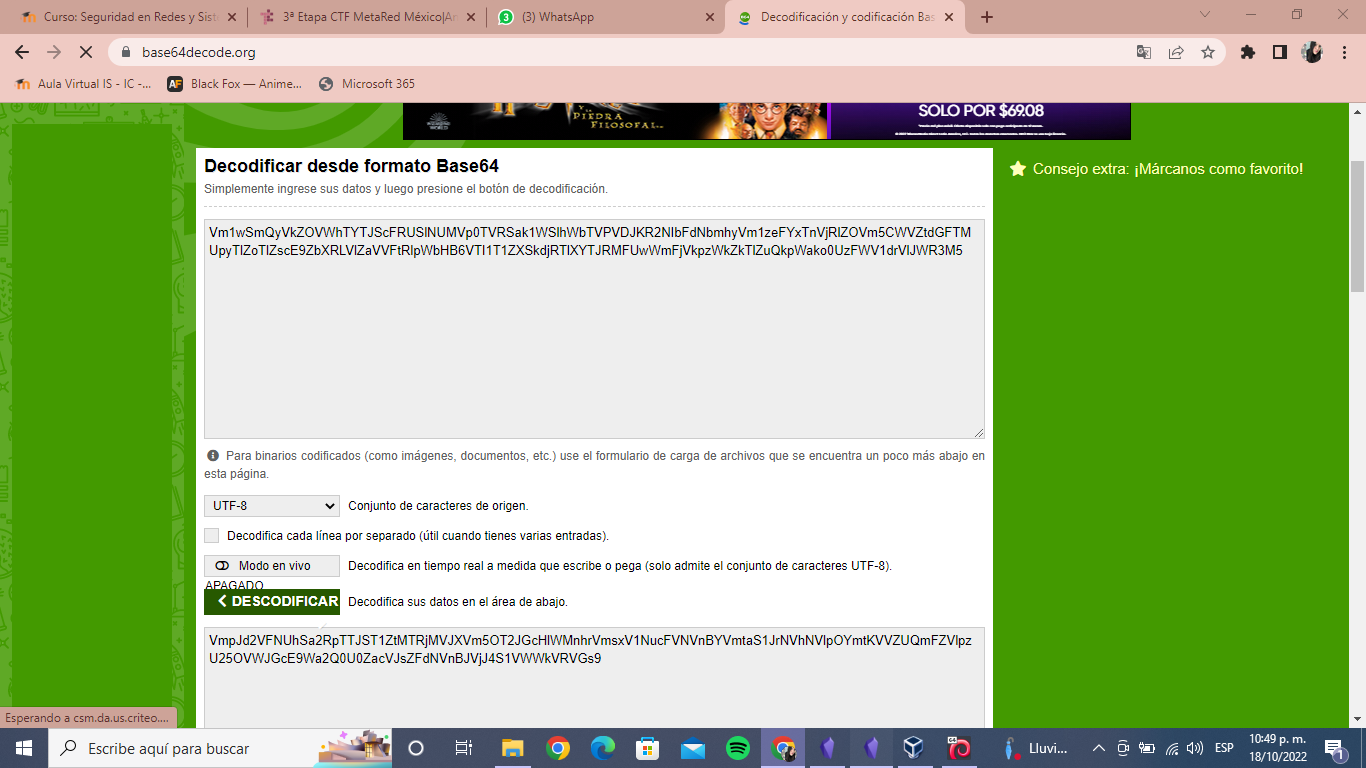 Curso: Seguridad en Redes y Sist
3ª Etapa CTF MetaRed México|An
(3) WhatsApp
Decodificación y codificación Bas
base64decode.org
Aula Virtual IS - IC -...
Black Fox — Anime...
Microsoft 365
PIEDRA
FILOSOFAL
SOLO POR $69.08
Decodificar desde formato Base64
Simplemente ingrese sus datos y luego presione el botón de decodificación.
Consejo extra: ¡Márcanos como favorito!
Vm1wSmQyVkZOVWhTYTJScFRUSlNUMVp0TVRSak1WSlhWbTVPVDJKR2NIbFdNbmhyVm1zeFYxTnVjRlZOVm5CWVZtdGFTM
UpyTlZoTlZscE9ZbXRLVlZaVVFtRlpWbHB6VTI1T1ZXSkdjRTlXYTJRMFUwWmFjVkpzWkZkTlZuQkpWako0UzFWV1drVlJWR3M5
Para binarios codificados (como imágenes, documentos, etc.) use el formulario de carga de archivos que se encuentra un poco más abajo en
esta página.
UTF-8 Conjunto de caracteres de origen.
Decodifica cada línea por separado (útil cuando tienes varias entradas).
Modo en vivo Decodifica en tiempo real a medida que escribe o pega (solo admite el conjunto de caracteres UTF-8).
APAGADO
DESCODIFICAR Decodifica sus datos en el área de abajo.
VmpJd2VFNUhSa2RpTTJST1ZtMTRjMVJXVm5OT2JGcHlWMnhrVmsxV1NucFVNVnBYVmtaS1JrNVhNVlpOYmtKVVZUQmFZVlpz
U25OVWJGcE9Wa2Q0U0ZacVJsZFdNVnBJVjJ4S1VWWkVRVGs9
Esperando a csm.da.us.criteo....
Escribe aquí para buscar
Lluvi...
ESP
10:49 p. m.
18/10/2022
1